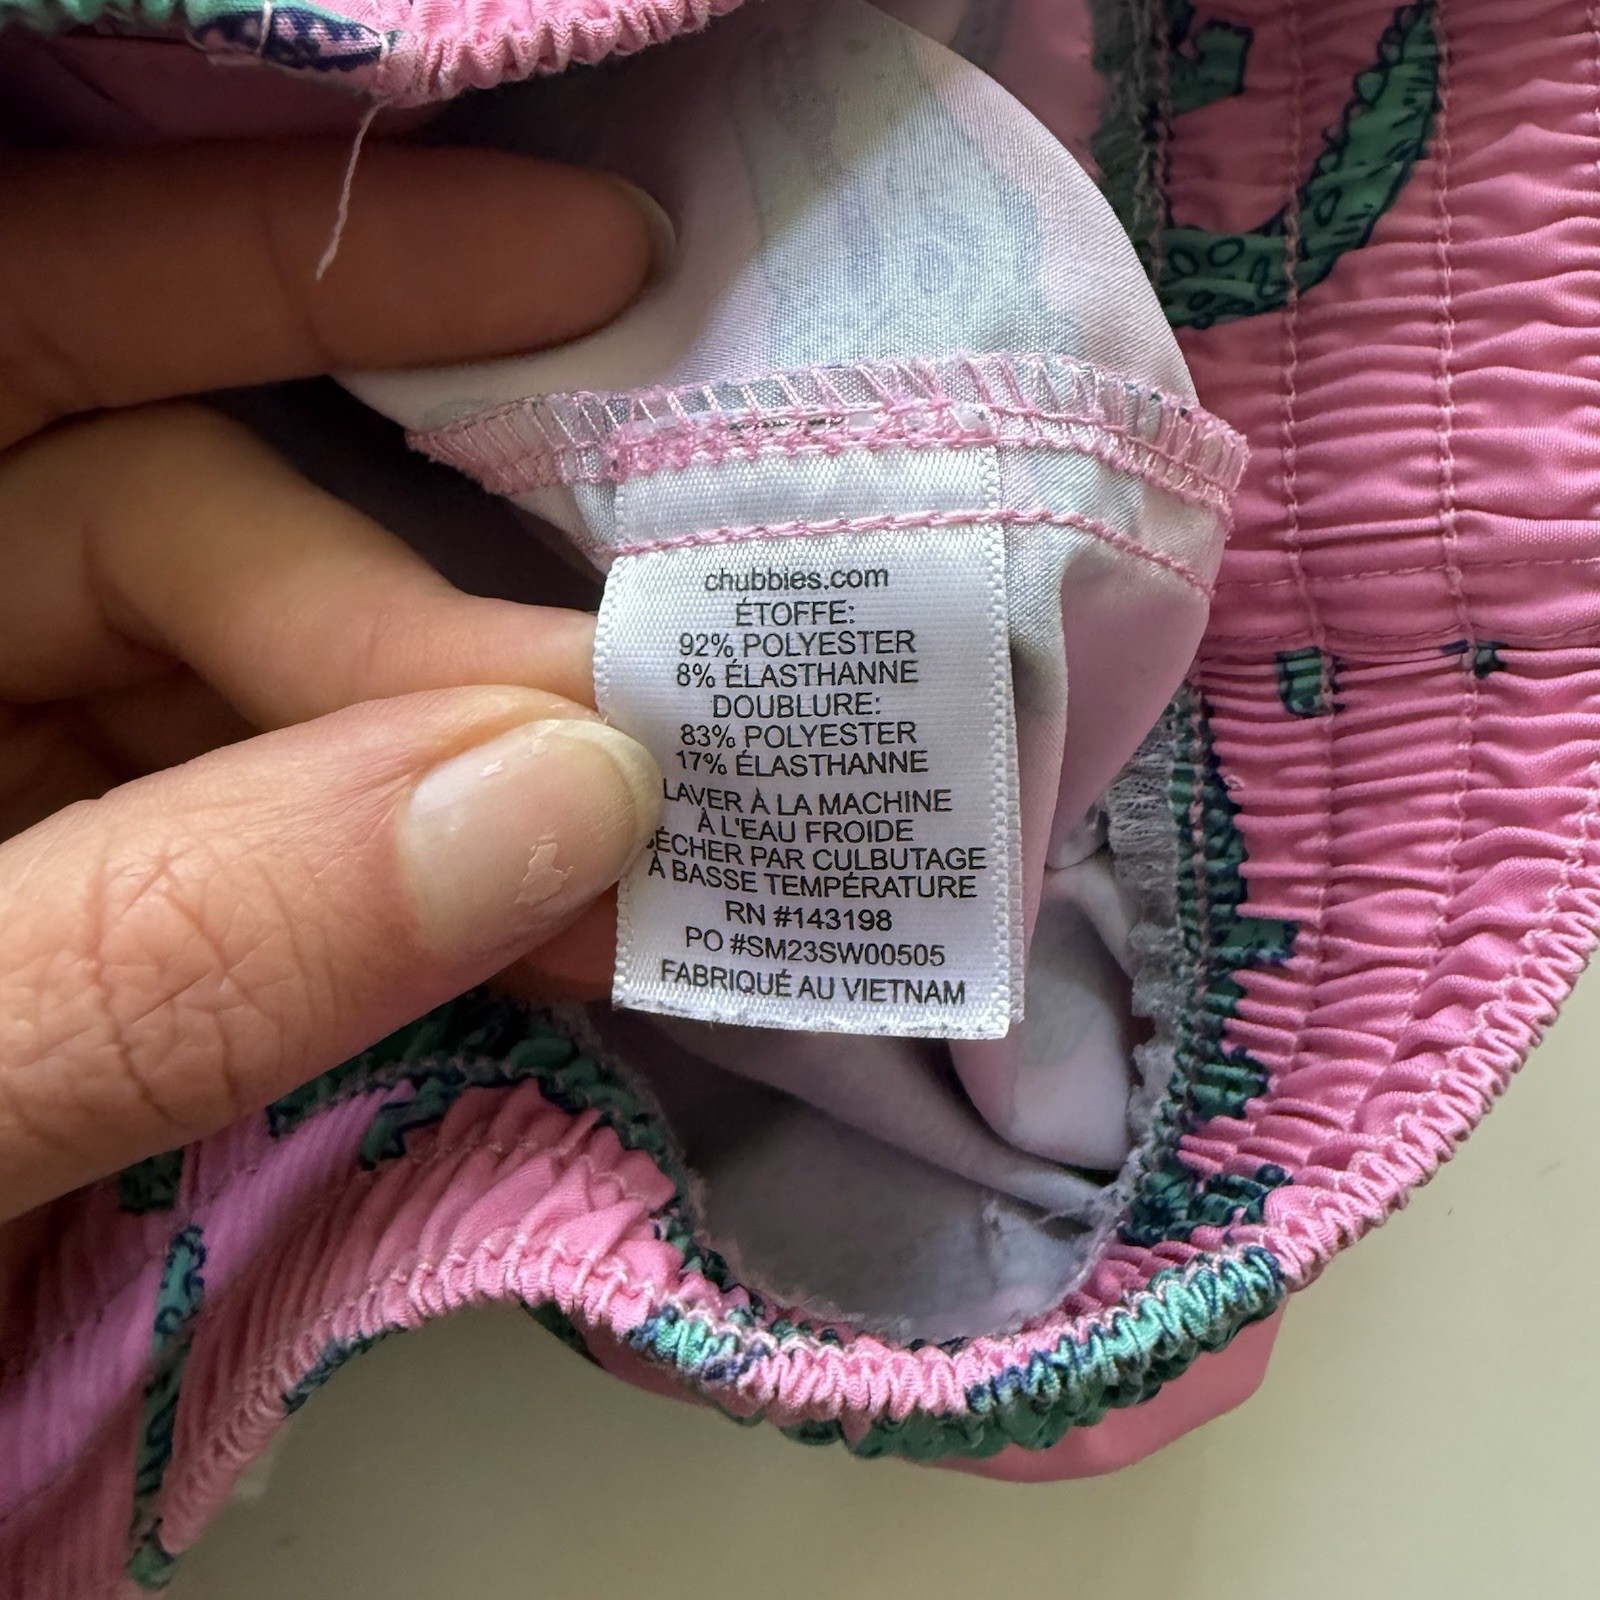 chubbies.com
ÉTOFFE:
92% POLYESTER
8% ÉLASTHANNE
DOUBLURE:
83% POLYESTER
17% ÉLASTHANNE
LAVER À LA MACHINE
À L'EAU FROIDE
SÉCHER PAR CULBUTAGE
À BASSE TEMPÉRATURE
RN #143198
PO #SM23SW00505
FABRIQUÉ AU VIETNAM